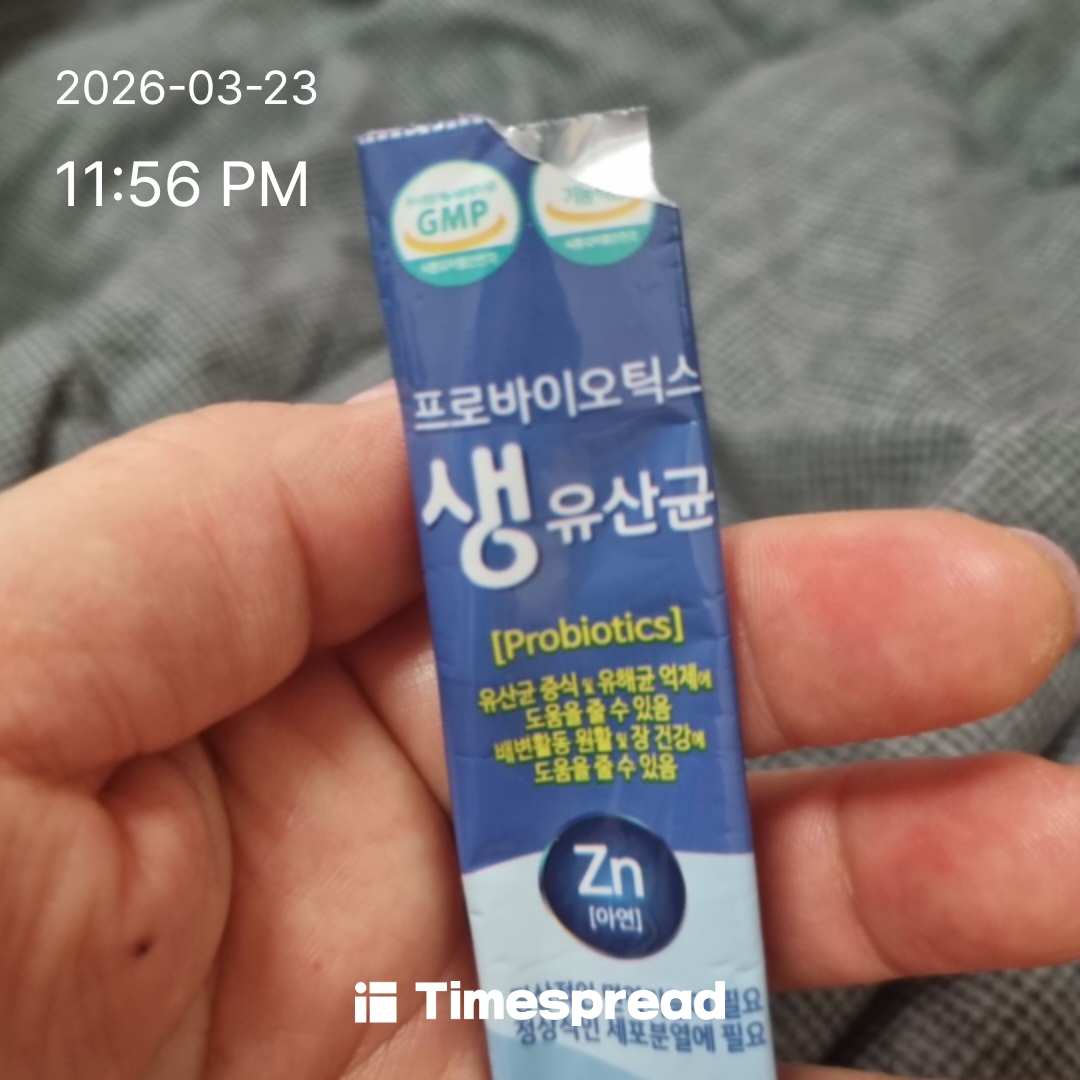 2026-03-23
11:56 PM
GMP
프로바이오틱스
생 유산균
[Probiotics]
유산균 증식 및 유해균 억제에
도움을 줄 수 있음
배변활동 원활 및 장 건강에
도움을 줄 수 있음
Zn
[아연]
필요
정상적인 세포분열에 필요
Timespread